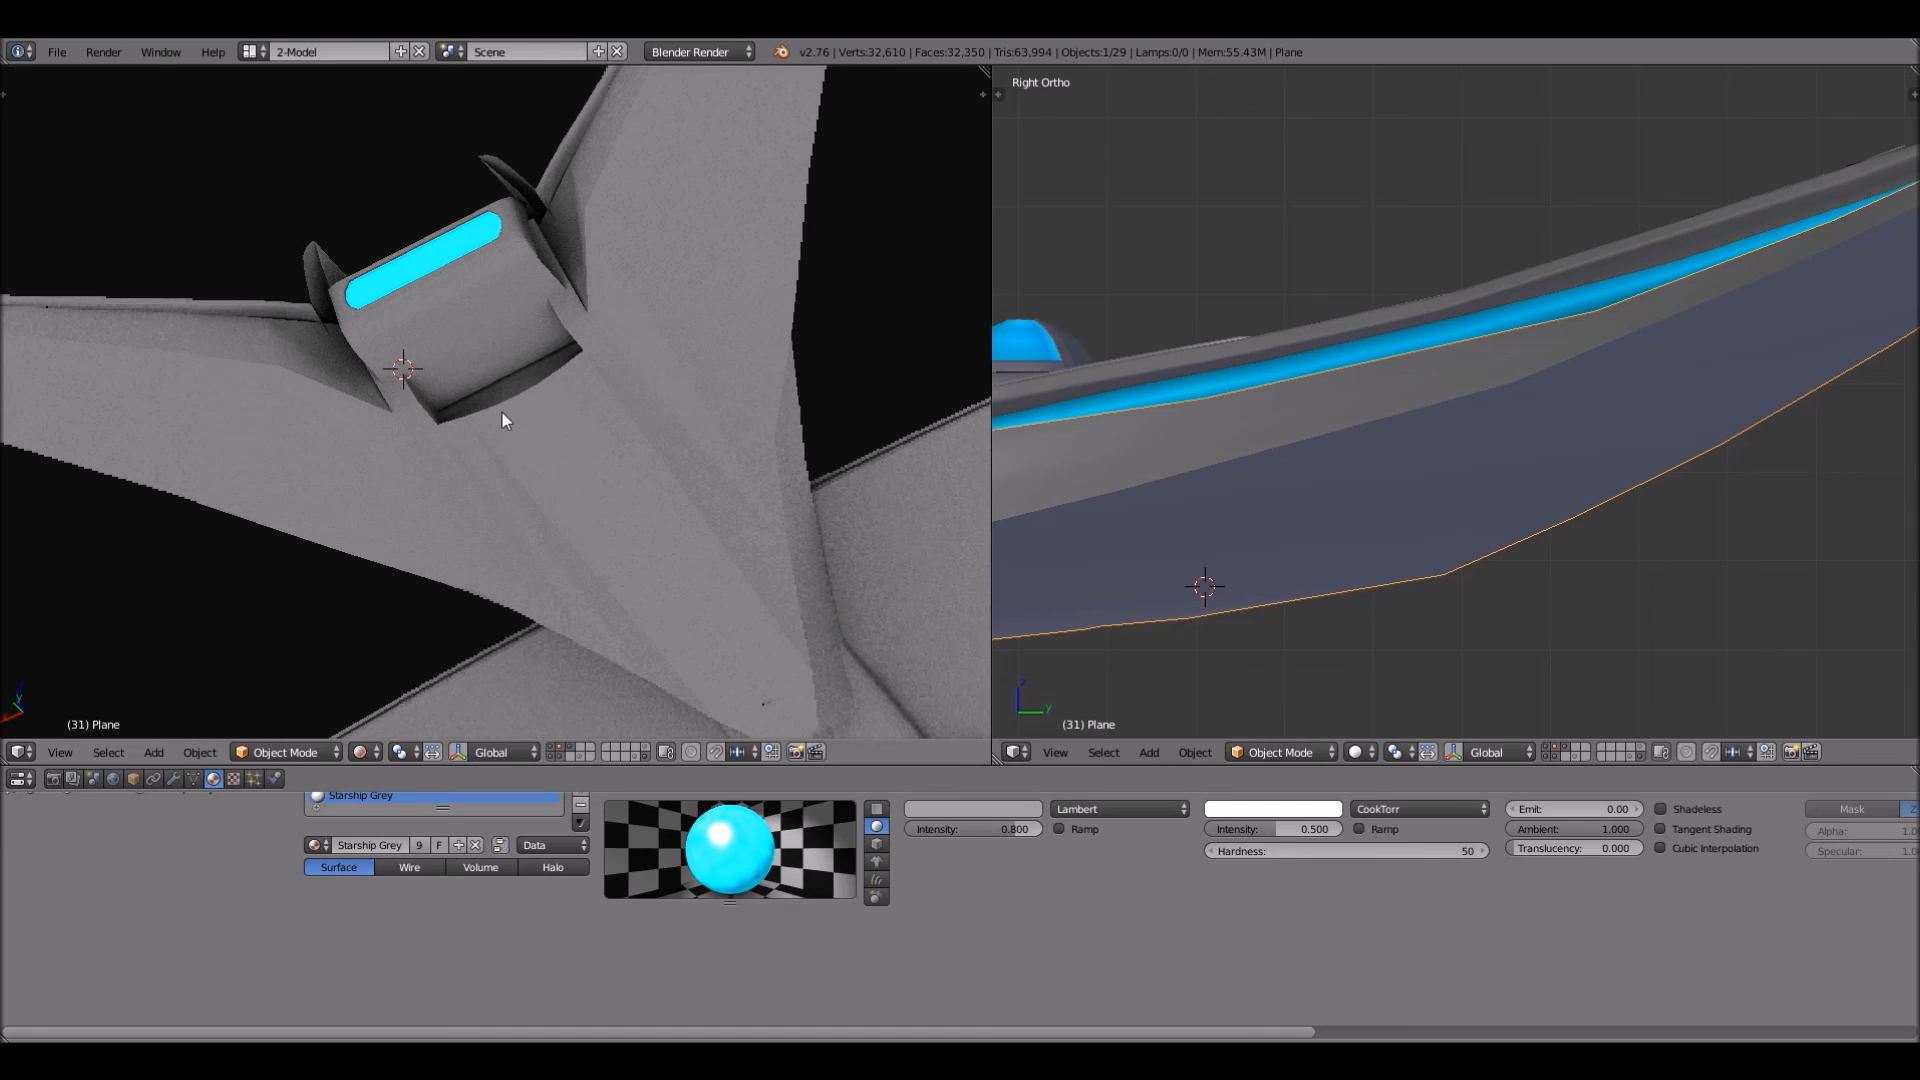 File Render Window Help 2-Model Scene Blender Render v2.76 | Verts:32,610 | Faces:32,350 | Tris:63,994 | Objects:1/29 | Lamps:0/0 | Mem:55.43M | Plane
Right Ortho
y
(31) Plane
z
y
(31) Plane
View Select Add Object Object Mode Global
View Select Add Object Object Mode Global
Starship Grey
Starship Grey 9 F Data
Surface Wire Volume Halo
Lambert
Intensity: 0.800 Ramp
CookTorr
Intensity: 0.500 Ramp
Hardness: 50
Emit: 0.00 Shadeless
Ambient: 1.000 Tangent Shading
Translucency: 0.000 Cubic Interpolation
Mask Z
Alpha: 1.0
Specular: 1.0